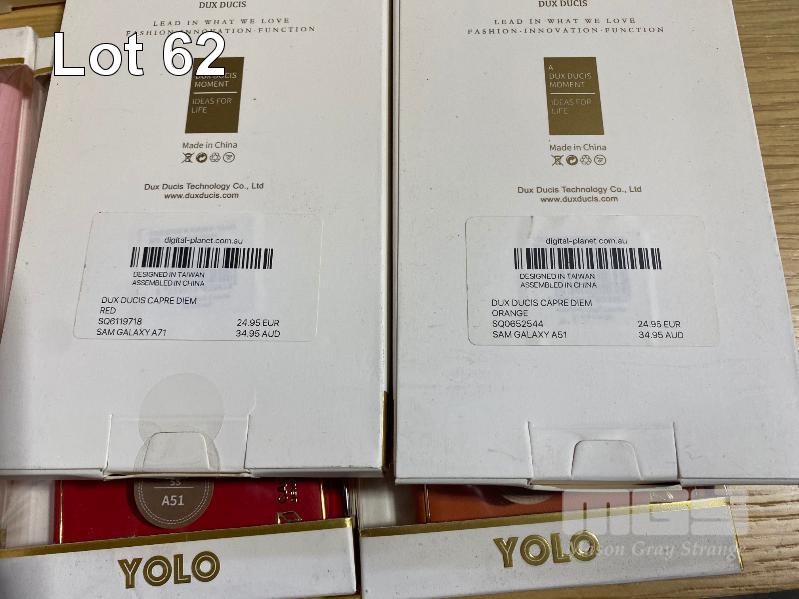 Lot 62
DUX DUCIS
LEAD IN WHAT WE LOVE
FASHION·INNOVATION·FUNCTION
DUX DUCIS
MOMENT
IDEAS FOR
LIFE
Made in China
Dux Ducis Technology Co., Ltd
www.duxducis.com
digital-planet.com.au
DESIGNED IN TAIWAN
ASSEMBLED IN CHINA
DUX DUCIS CAPRE DIEM
RED
SQ6119718 24.95 EUR
SAM GALAXY A71 34.95 AUD
A51
YOLO
DUX DUCIS
LEAD IN WHAT WE LOVE
FASHION·INNOVATION·FUNCTION
A
DUX DUCIS
MOMENT
IDEAS FOR
LIFE
Made in China
Dux Ducis Technology Co., Ltd
www.duxducis.com
digital-planet.com.au
DESIGNED IN TAIWAN
ASSEMBLED IN CHINA
DUX DUCIS CAPRE DIEM
ORANGE
SQ0652544 24.95 EUR
SAM GALAXY A51 34.95 AUD
YOLO
MGS
Mason Gray Strange